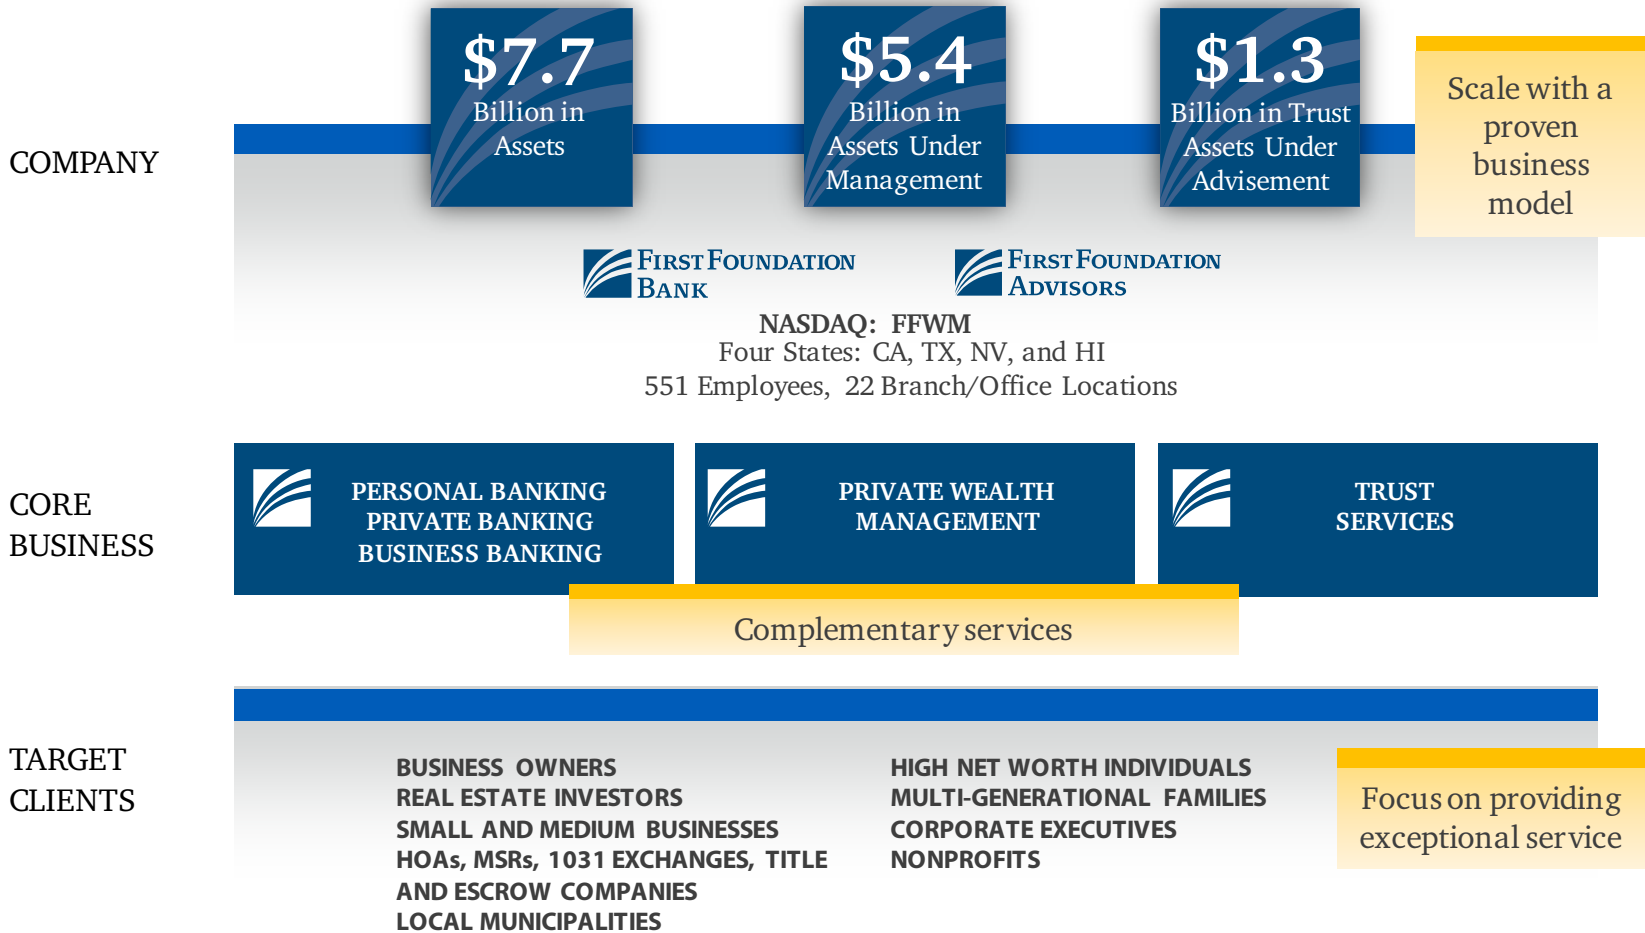 $7.7
Billion in
Assets
$5.4
Billion in
Assets Under
Management
$1.3
Billion in Trust
Assets Under
Advisement
Scale with a
proven
business
model
COMPANY
FIRST FOUNDATION
BANK
FIRST FOUNDATION
ADVISORS
NASDAQ: FFWM
Four States: CA, TX, NV, and HI
551 Employees, 22 Branch/Office Locations
CORE
BUSINESS
PERSONAL BANKING
PRIVATE BANKING
BUSINESS BANKING
PRIVATE WEALTH
MANAGEMENT
TRUST
SERVICES
Complementary services
TARGET
CLIENTS
BUSINESS OWNERS
REAL ESTATE INVESTORS
SMALL AND MEDIUM BUSINESSES
HOAs, MSRs, 1031 EXCHANGES, TITLE
AND ESCROW COMPANIES
LOCAL MUNICIPALITIES
HIGH NET WORTH INDIVIDUALS
MULTI-GENERATIONAL FAMILIES
CORPORATE EXECUTIVES
NONPROFITS
Focus on providing
exceptional service